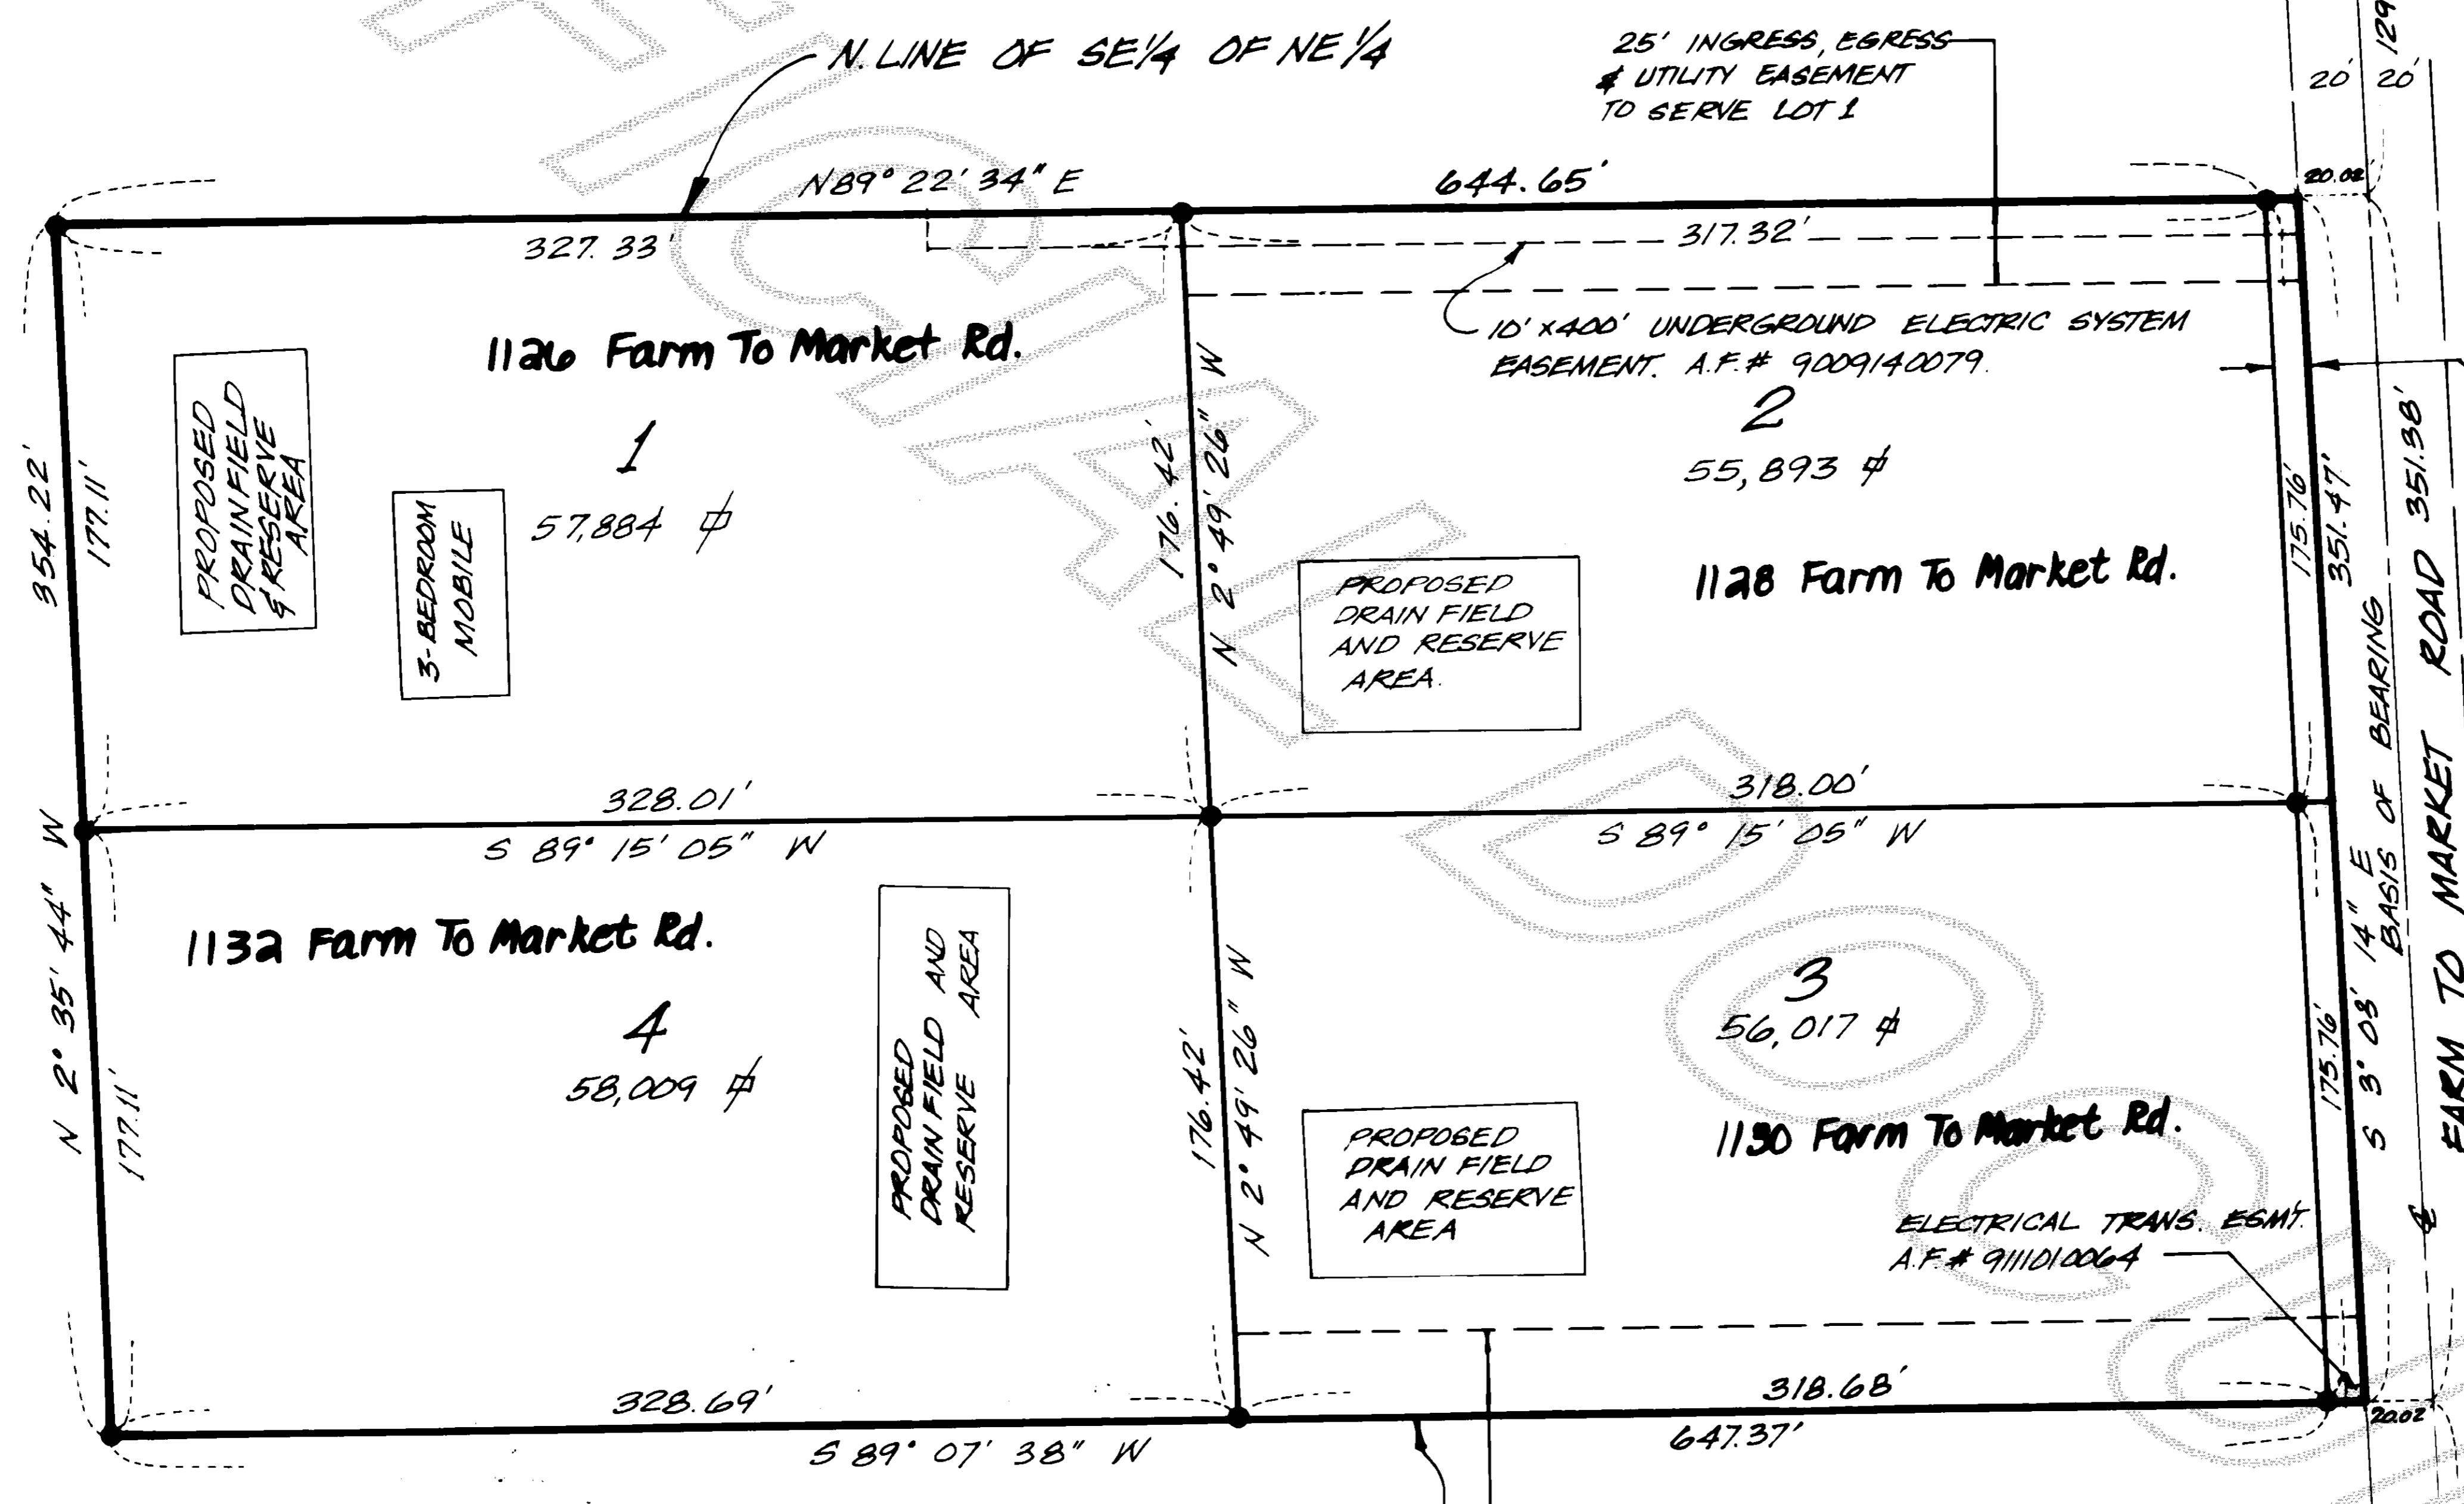 N. LINE OF SE 1/4 OF NE 1/4
25' INGRESS, EGRESS
& UTILITY EASEMENT
TO SERVE LOT 1
129
20' 20'
N 89° 22' 34" E
644.65'
20.02'
327.33'
317.32'
10' x 400' UNDERGROUND ELECTRIC SYSTEM
EASEMENT. A.F.# 9009140079.
1126 Farm To Market Rd.
1
57,884
PROPOSED
DRAINFIELD
& RESERVE
AREA
3-BEDROOM
MOBILE
354.22'
177.11'
176.42'
N 2° 49' 26" W
2
55,893
1128 Farm To Market Rd.
PROPOSED
DRAIN FIELD
AND RESERVE
AREA.
175.76'
351.47'
351.38'
328.01'
S 89° 15' 05" W
318.00'
S 89° 15' 05" W
N 2° 35' 44" W
177.11'
1132 Farm To Market Rd.
4
58,009
PROPOSED
DRAIN FIELD AND
RESERVE AREA
176.42'
N 2° 49' 26" W
3
56,017
1130 Farm To Market Rd.
PROPOSED
DRAIN FIELD
AND RESERVE
AREA
ELECTRICAL TRANS. ESMT.
A.F.# 9111010064
175.76'
S 3° 08' 14" E
BASIS OF BEARING
FARM TO MARKET ROAD
328.69'
S 89° 07' 38" W
318.68'
647.37'
20.02